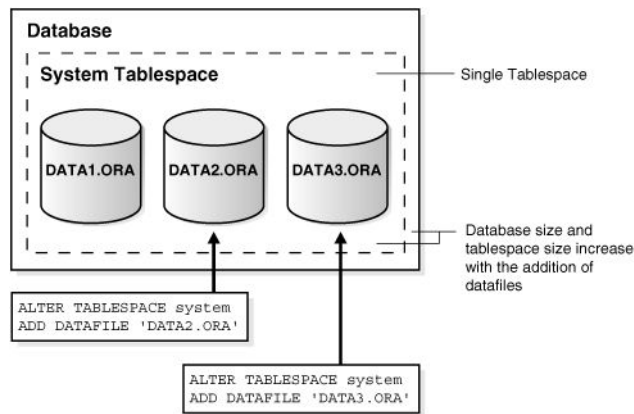 Database
System Tablespace
Single Tablespace
DATA1.ORA
DATA2.ORA
DATA3.ORA
Database size and
tablespace size increase
with the addition of
datafiles
ALTER TABLESPACE system
ADD DATAFILE 'DATA2.ORA'
ALTER TABLESPACE system
ADD DATAFILE 'DATA3.ORA'